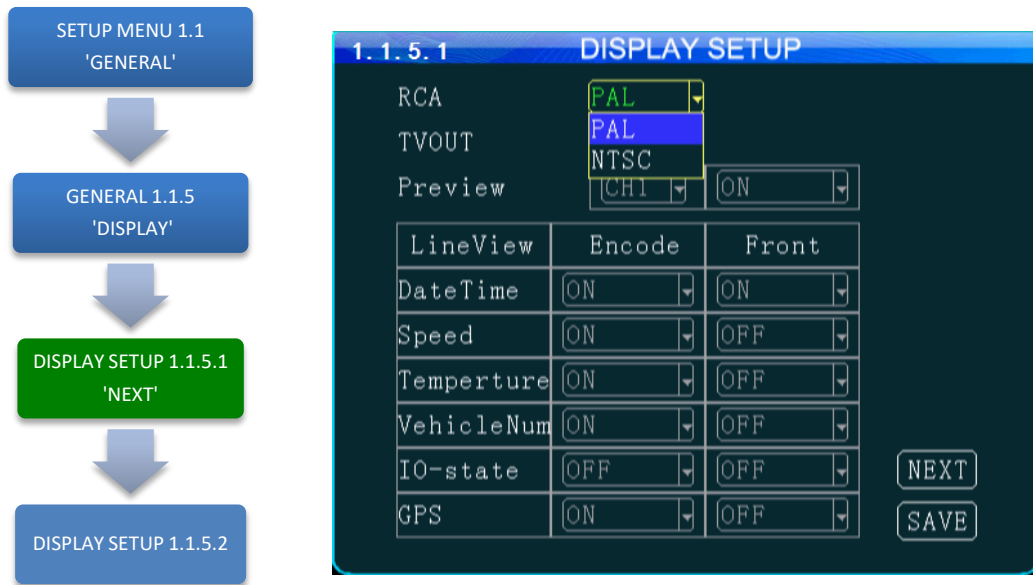 SETUP MENU 1.1
'GENERAL'
GENERAL 1.1.5
'DISPLAY'
DISPLAY SETUP 1.1.5.1
'NEXT'
DISPLAY SETUP 1.1.5.2
1.1.5.1 DISPLAY SETUP
RCA PAL
PAL
TVOUT
NTSC
Preview CH1 ON
LineView Encode Front
DateTime ON ON
Speed ON OFF
Temperture ON OFF
VehicleNum ON OFF
IO-state OFF OFF NEXT
GPS ON OFF SAVE